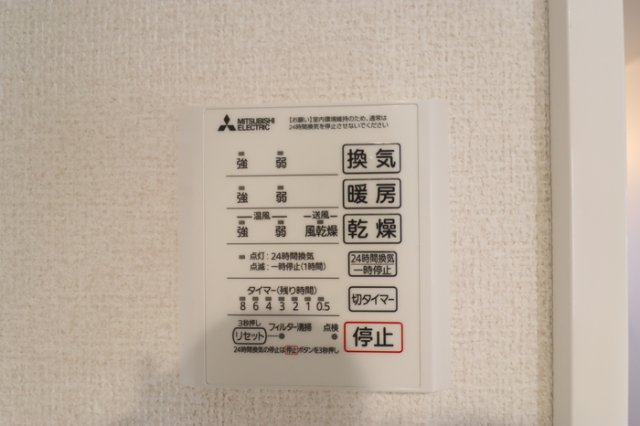 MITSUBISHI
ELECTRIC
【お願い】室内環境維持のため、通常は
24時間換気を停止させないでください
強 弱 換気
強 弱 暖房
温風 送風
強 弱 風乾燥 乾燥
点灯：24時間換気
点滅：一時停止(1時間)
24時間換気
一時停止
タイマー(残り時間)
8 6 4 3 2 1 0.5
切タイマー
3秒押し
リセット フィルター清掃 点検
停止
24時間換気の停止は停止ボタンを3秒押し